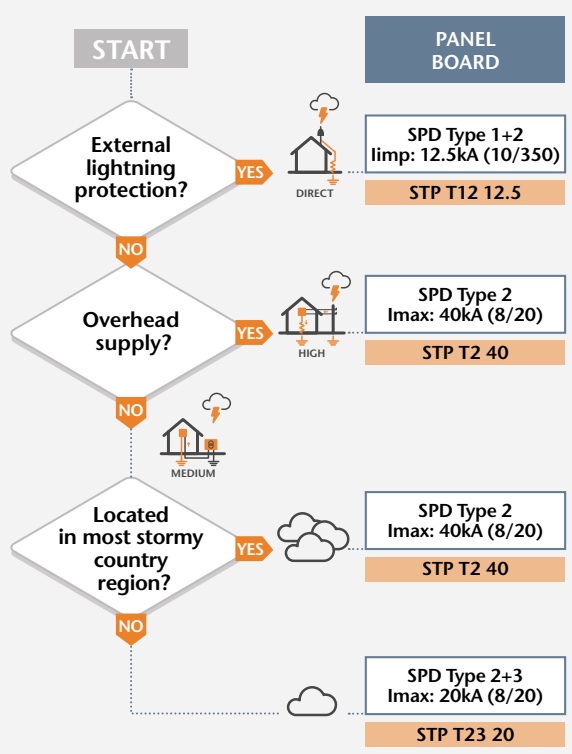 START
PANEL
BOARD
External
lightning
protection?
YES
DIRECT
SPD Type 1+2
Iimp: 12.5kA (10/350)
STP T12 12.5
NO
Overhead
supply?
YES
HIGH
SPD Type 2
Imax: 40kA (8/20)
STP T2 40
NO
MEDIUM
Located
in most stormy
country
region?
YES
SPD Type 2
Imax: 40kA (8/20)
STP T2 40
NO
SPD Type 2+3
Imax: 20kA (8/20)
STP T23 20